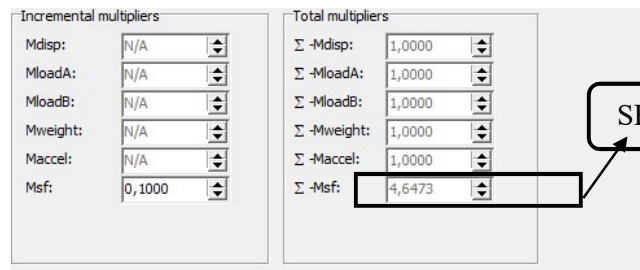 Incremental multipliers
Mdisp: N/A
MloadA: N/A
MloadB: N/A
Mweight: N/A
Maccel: N/A
Msf: 0,1000
Total multipliers
Σ -Mdisp: 1,0000
Σ -MloadA: 1,0000
Σ -MloadB: 1,0000
Σ -Mweight: 1,0000
Σ -Maccel: 1,0000
Σ -Msf: 4,6473